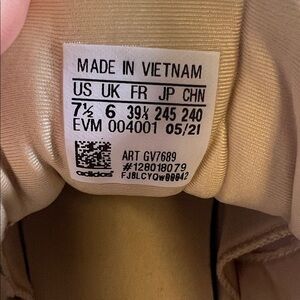 MADE IN VIETNAM
US UK FR JP CHN
7½ 6 39⅓ 245 240
EVM 004001 05/21
ART GV7689
#128018079
adidas